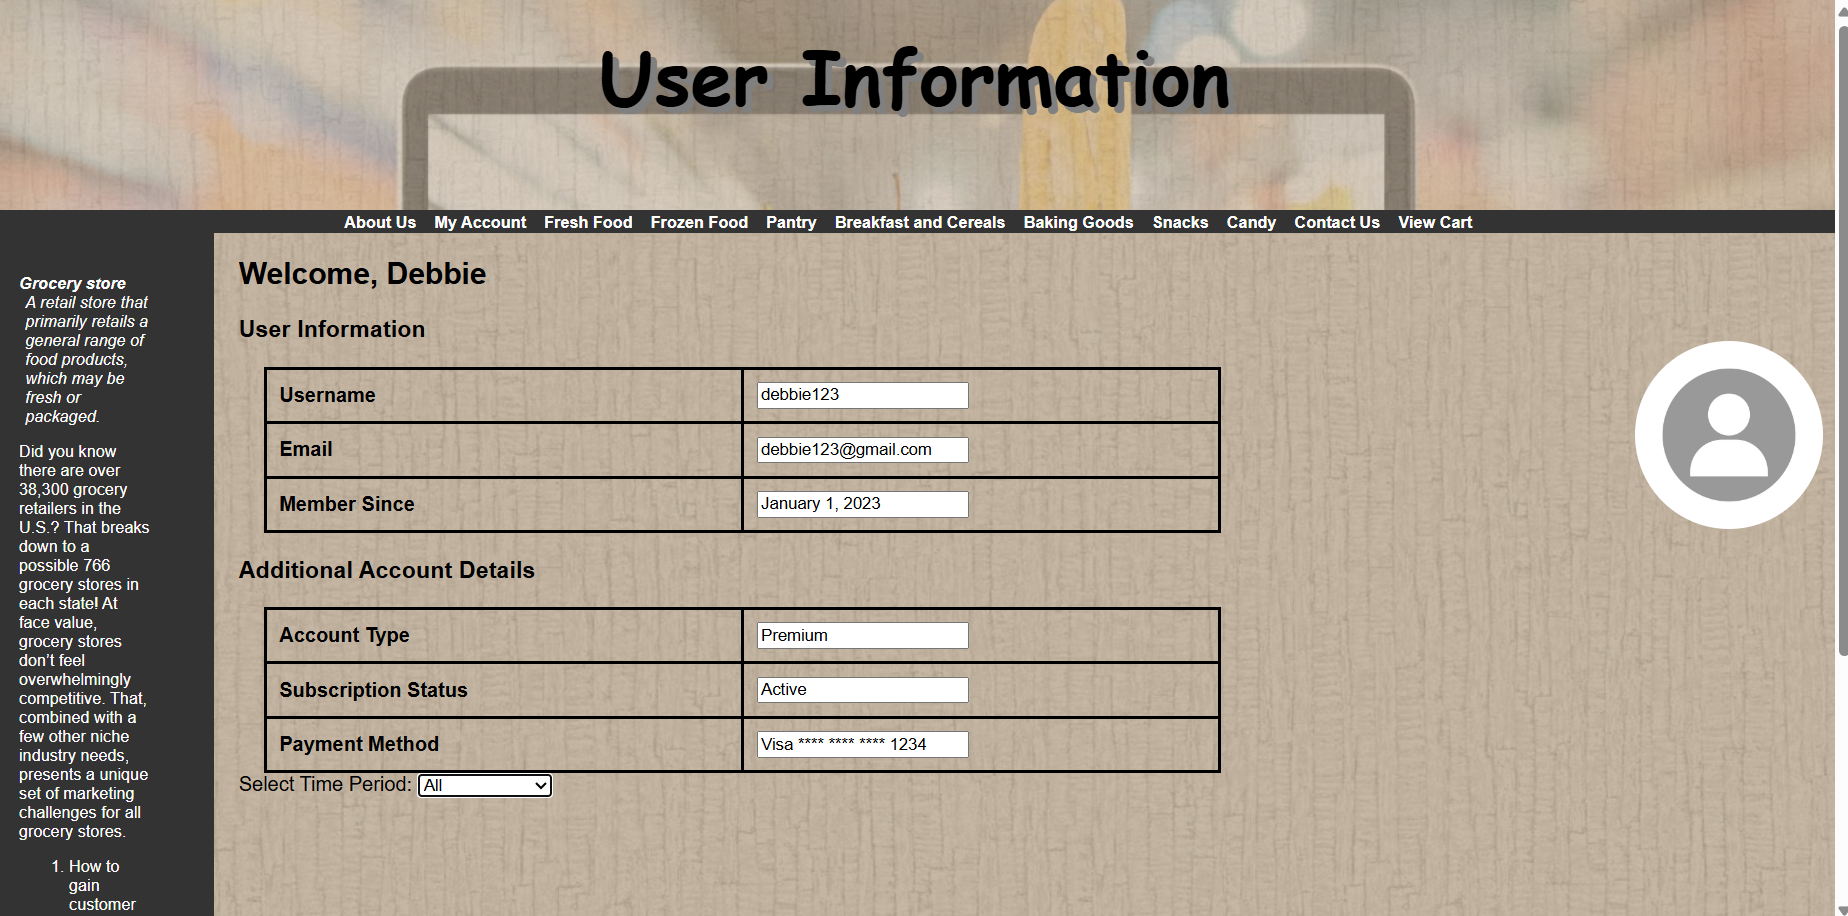 User Information
About Us My Account Fresh Food Frozen Food Pantry Breakfast and Cereals Baking Goods Snacks Candy Contact Us View Cart
Grocery store
A retail store that
primarily retails a
general range of
food products,
which may be
fresh or
packaged.
Did you know
there are over
38,300 grocery
retailers in the
U.S.? That breaks
down to a
possible 766
grocery stores in
each state! At
face value,
grocery stores
don't feel
overwhelmingly
competitive. That,
combined with a
few other niche
industry needs,
presents a unique
set of marketing
challenges for all
grocery stores.
1. How to
gain
customer
Welcome, Debbie
User Information
Username debbie123
Email debbie123@gmail.com
Member Since January 1, 2023
Additional Account Details
Account Type Premium
Subscription Status Active
Payment Method Visa **** **** **** 1234
Select Time Period: All